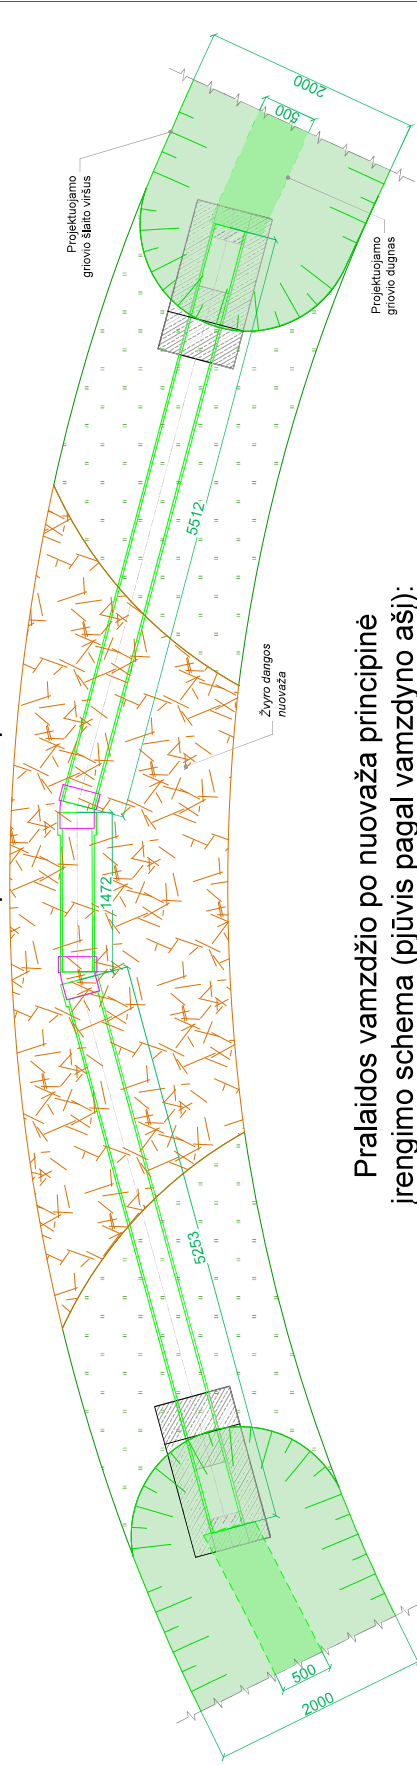 2000
500
Projektuojamo
griovio šlaito viršus
Projektuojamo
griovio dugnas
5512
Žvyro dangos
nuovaža
1472
Pralaidos vamzdžio po nuovaža principinė
įrengimo schema (pjūvis pagal vamzdyno ašį):
5253
500
2000